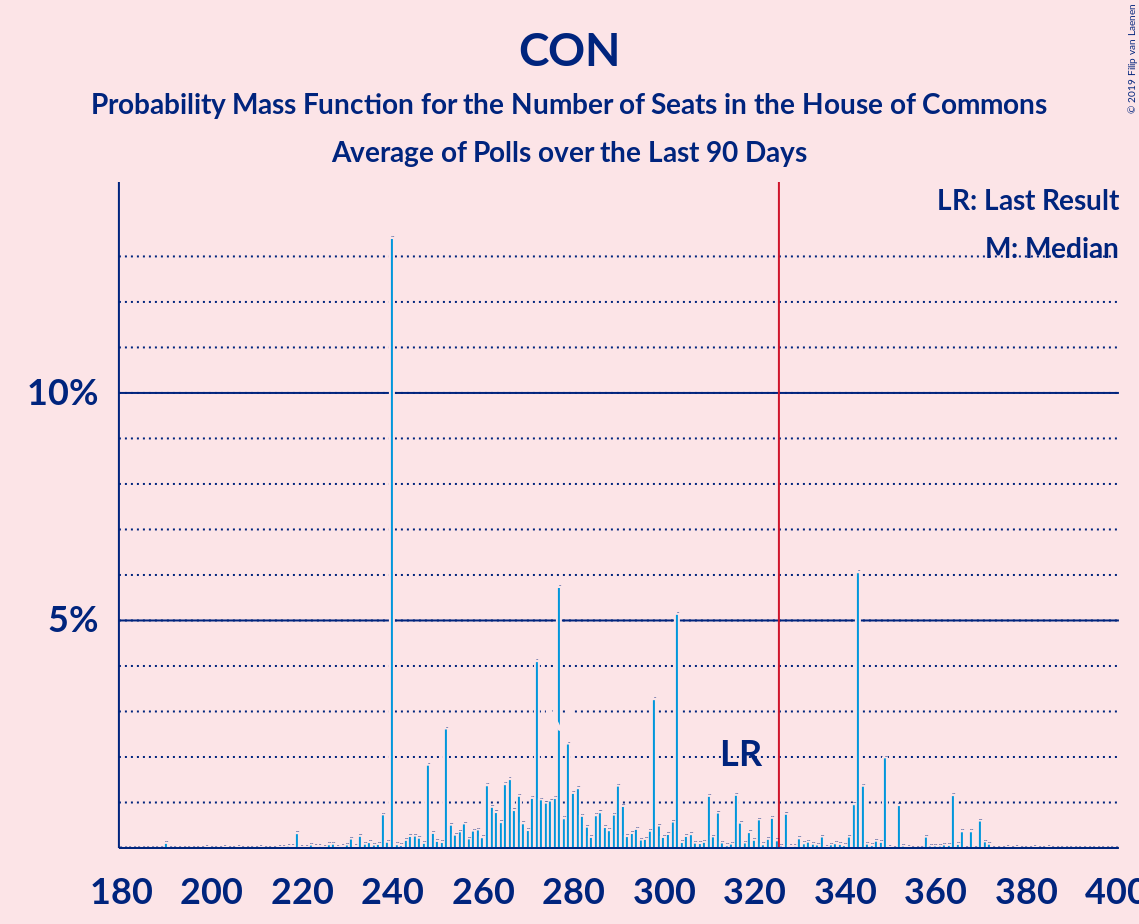 CON
Probability Mass Function for the Number of Seats in the House of Commons
Average of Polls over the Last 90 Days
© 2019 Filip van Laenen
LR: Last Result
M: Median
10%
5%
LR
180 200 220 240 260 280 300 320 340 360 380 400